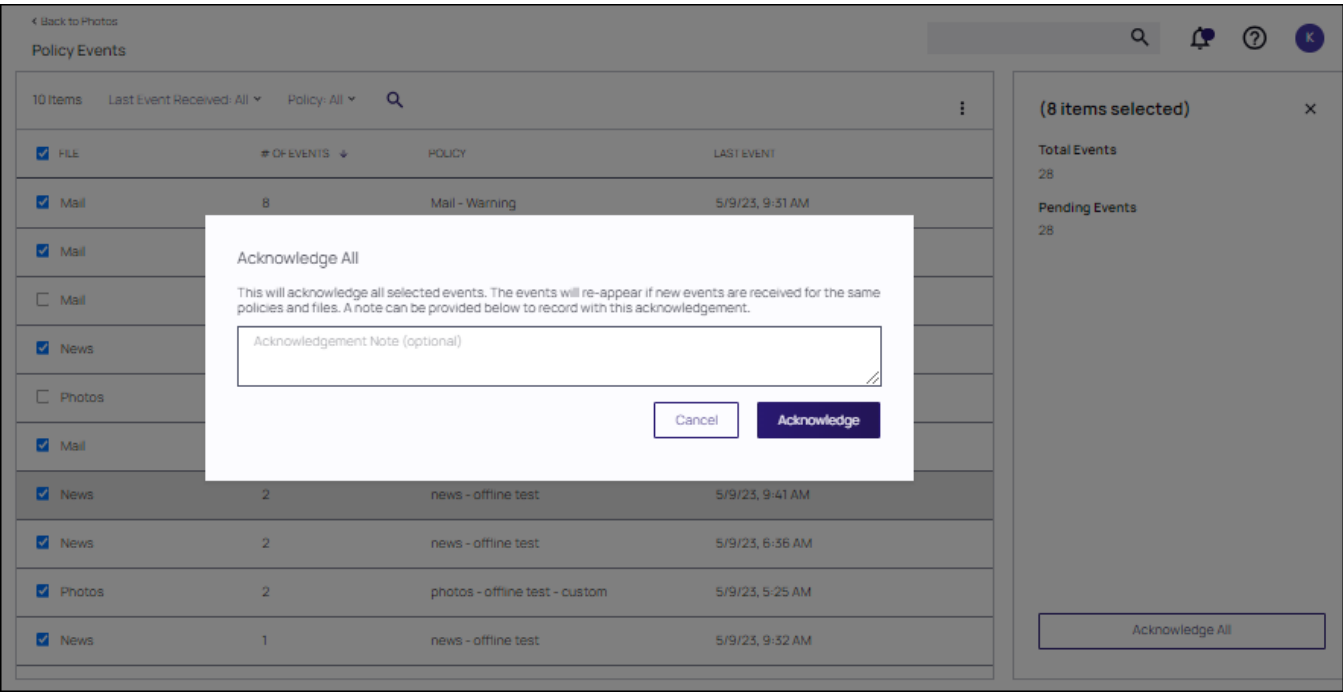 Back to Photos
Policy Events
K
10 Items Last Event Received: All Policy: All
FILE # OF EVENTS POLICY LAST EVENT
Mail 8 Mail - Warning 5/9/23, 9:31 AM
Mail
Mail
News
Photos
Mail
News 2 news - offline test 5/9/23, 9:41 AM
News 2 news - offline test 5/9/23, 6:36 AM
Photos 2 photos - offline test - custom 5/9/23, 5:25 AM
News 1 news - offline test 5/9/23, 9:32 AM
Acknowledge All
This will acknowledge all selected events. The events will re-appear if new events are received for the same
policies and files. A note can be provided below to record with this acknowledgement.
Acknowledgement Note (optional)
Cancel Acknowledge
(8 items selected)
Total Events
28
Pending Events
28
Acknowledge All